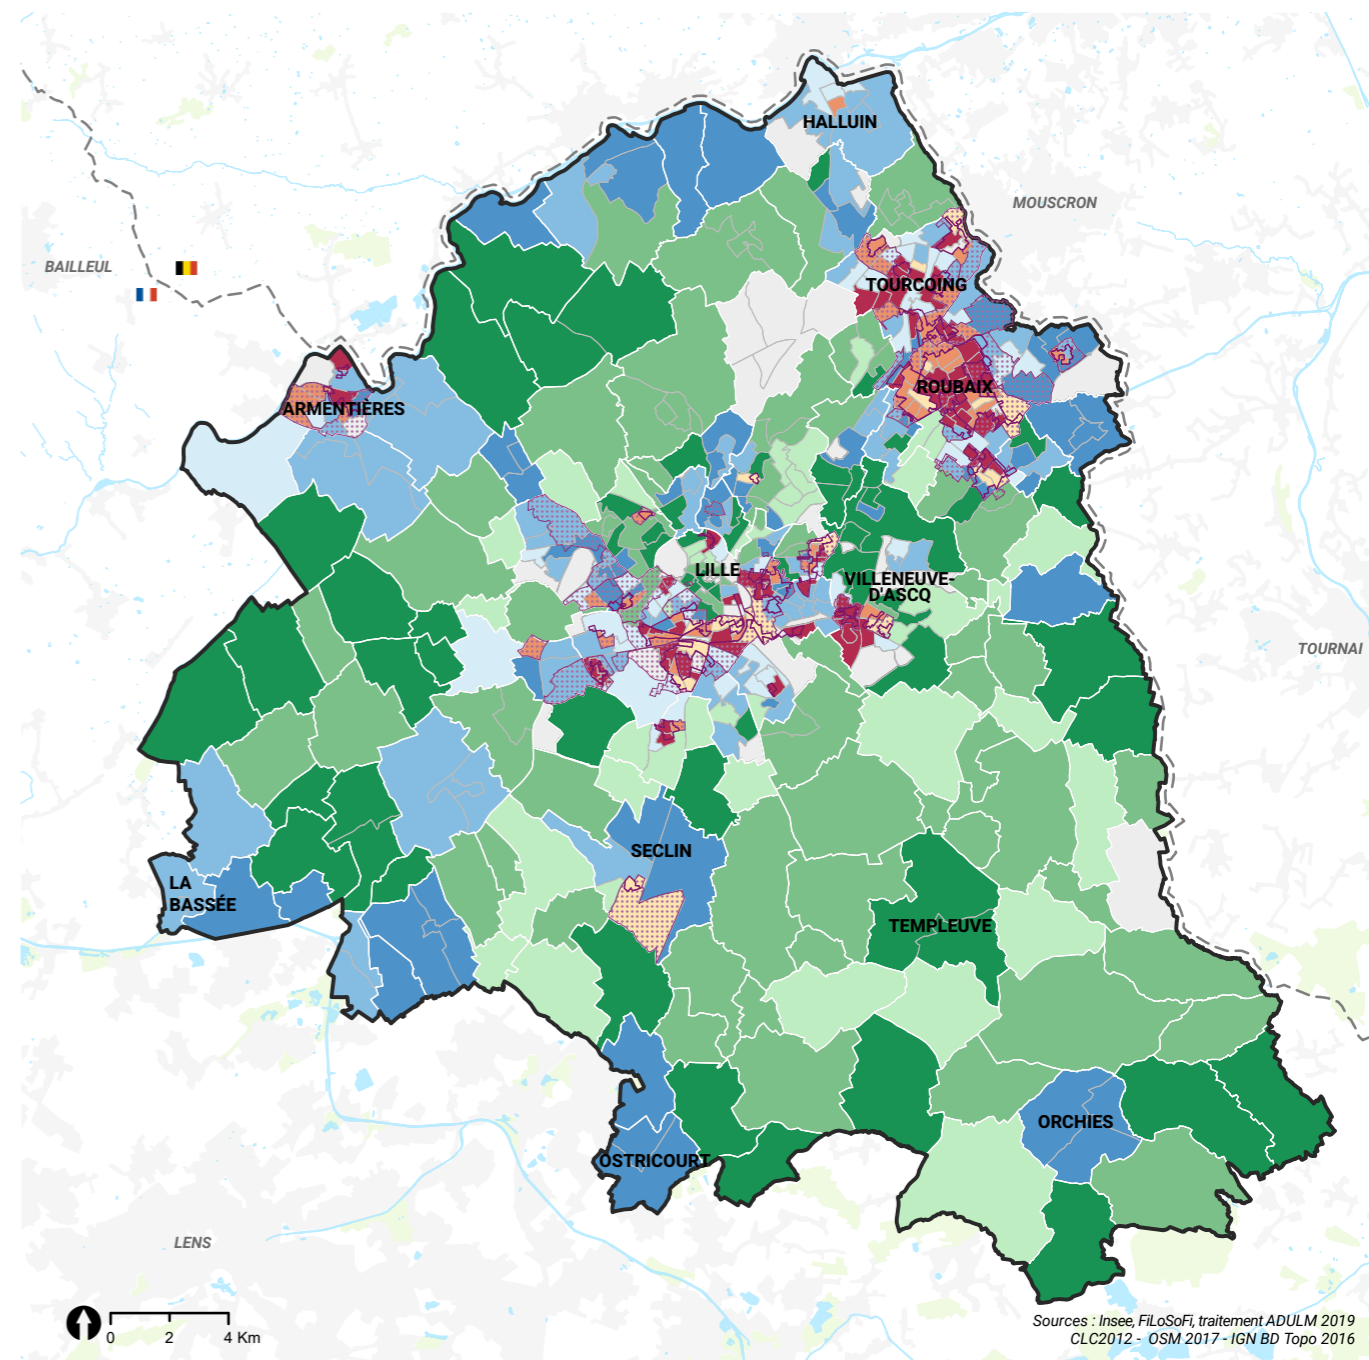 HALLUIN
MOUSCRON
BAILLEUL
TOURCOING
ROUBAIX
ARMENTIÈRES
LILLE
VILLENEUVE-
D'ASCQ
TOURNAI
SECLIN
LA
BASSÉE
TEMPLEUVE
ORCHIES
OSTRICOURT
LENS
0 2 4 Km
Sources : Insee, FiLoSoFi, traitement ADULM 2019
CLC2012 - OSM 2017 - IGN BD Topo 2016